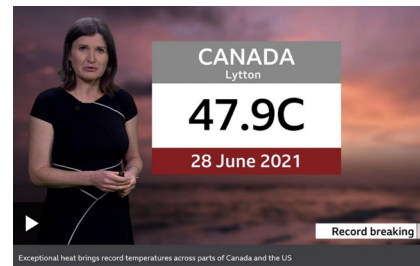 CANADA
Lytton
47.9C
28 June 2021
Record breaking
Exceptional heat brings record temperatures across parts of Canada and the US